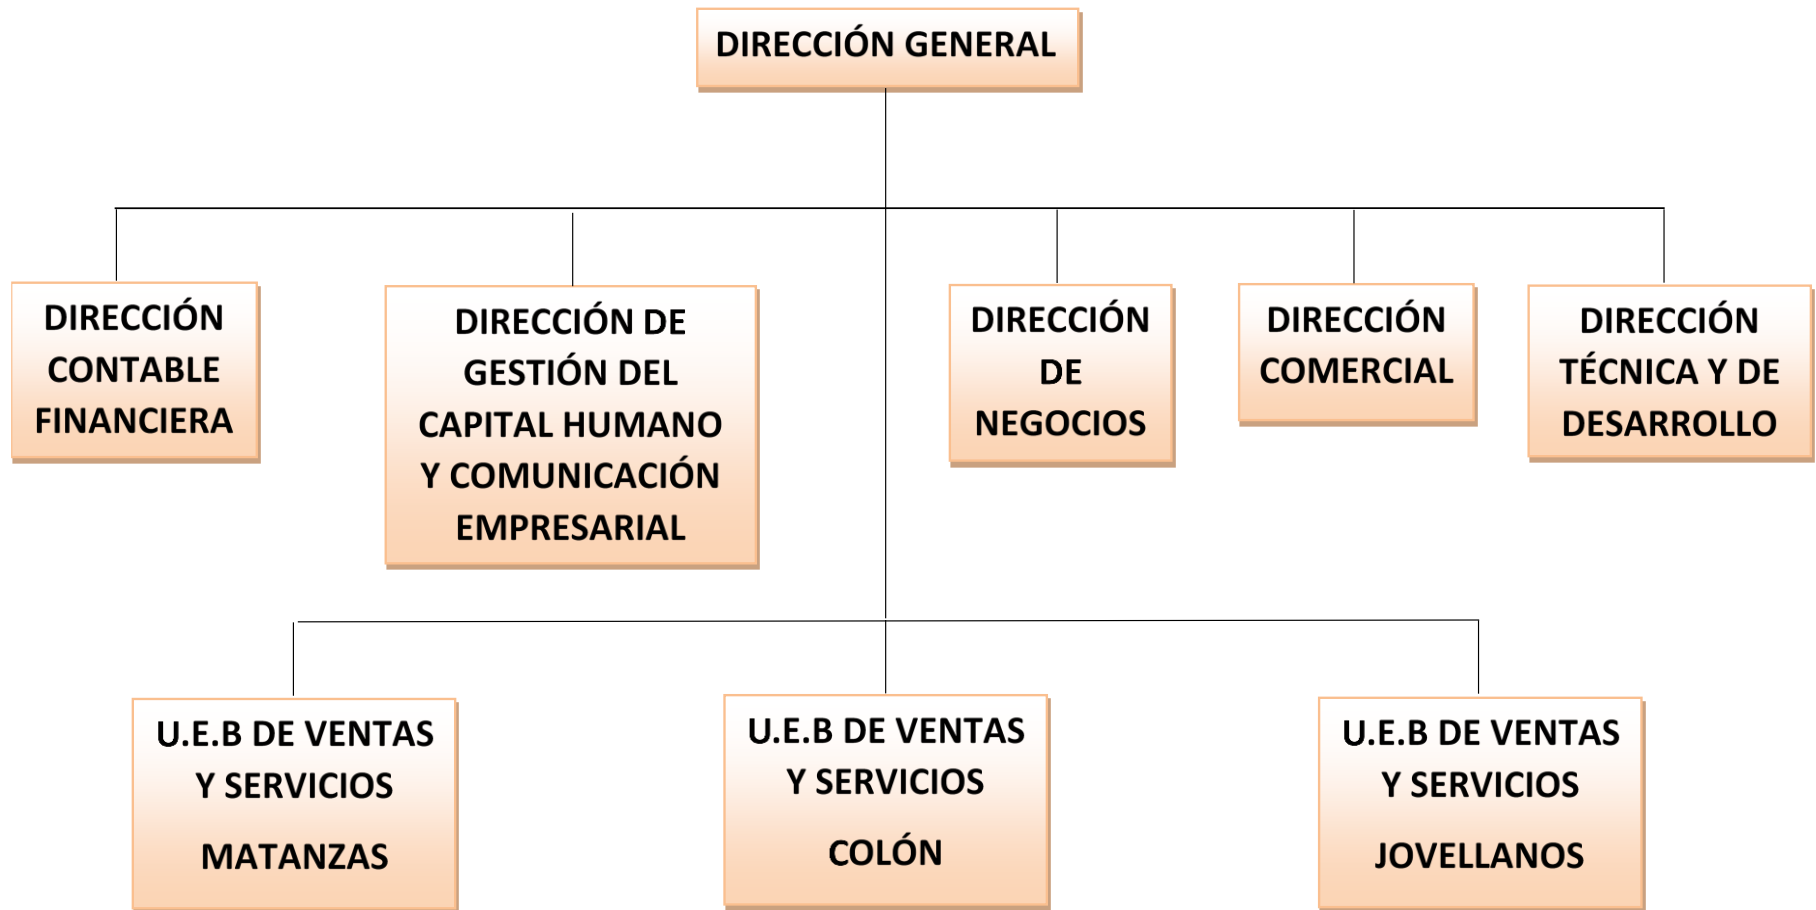 DIRECCIÓN GENERAL
DIRECCIÓN
CONTABLE
FINANCIERA
DIRECCIÓN DE
GESTIÓN DEL
CAPITAL HUMANO
Y COMUNICACIÓN
EMPRESARIAL
DIRECCIÓN
DE
NEGOCIOS
DIRECCIÓN
COMERCIAL
DIRECCIÓN
TÉCNICA Y DE
DESARROLLO
U.E.B DE VENTAS
Y SERVICIOS
MATANZAS
U.E.B DE VENTAS
Y SERVICIOS
COLÓN
U.E.B DE VENTAS
Y SERVICIOS
JOVELLANOS